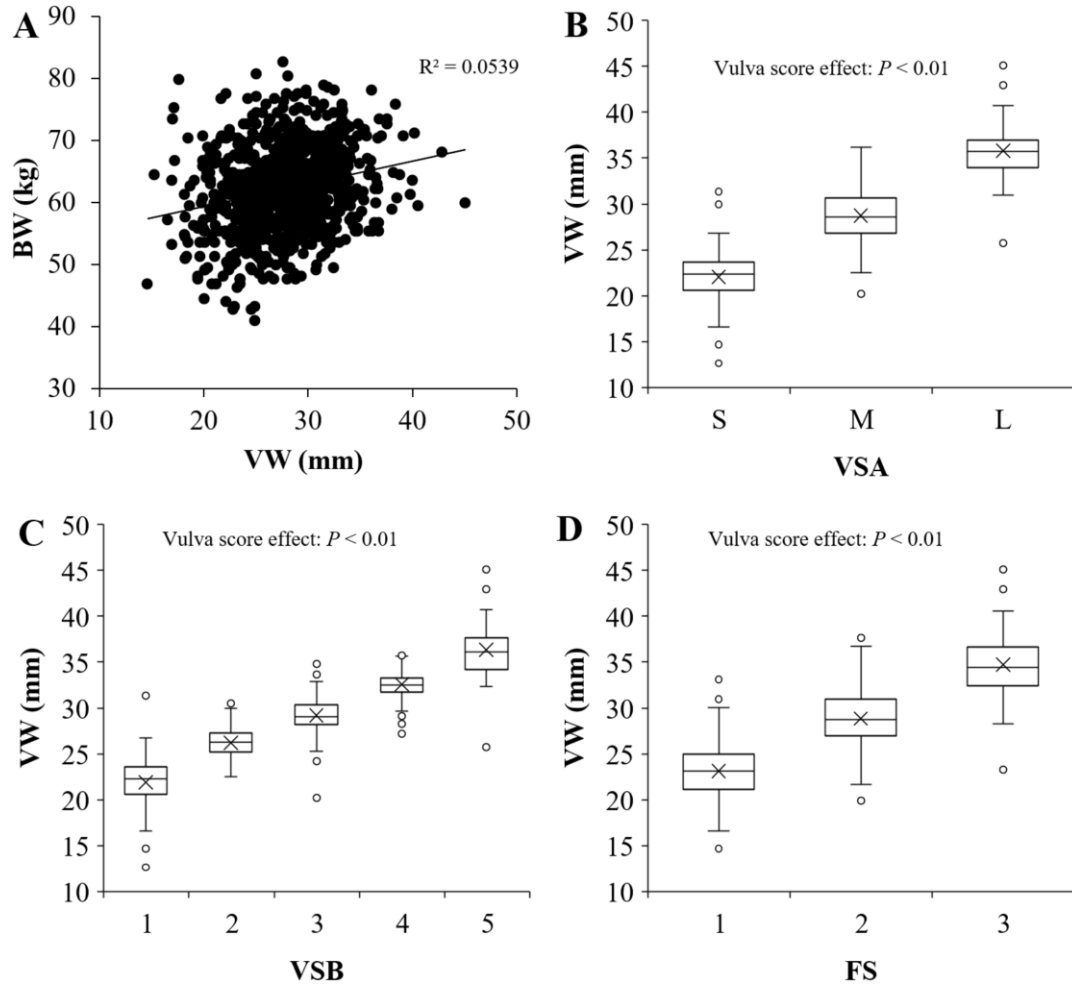 A
R² = 0.0539
BW (kg)
90
80
70
60
50
40
30
10 20 30 40 50
VW (mm)
B
Vulva score effect: P < 0.01
VW (mm)
50
45
40
35
30
25
20
15
10
S M L
VSA
C
Vulva score effect: P < 0.01
VW (mm)
50
45
40
35
30
25
20
15
10
1 2 3 4 5
VSB
D
Vulva score effect: P < 0.01
VW (mm)
50
45
40
35
30
25
20
15
10
1 2 3
FS